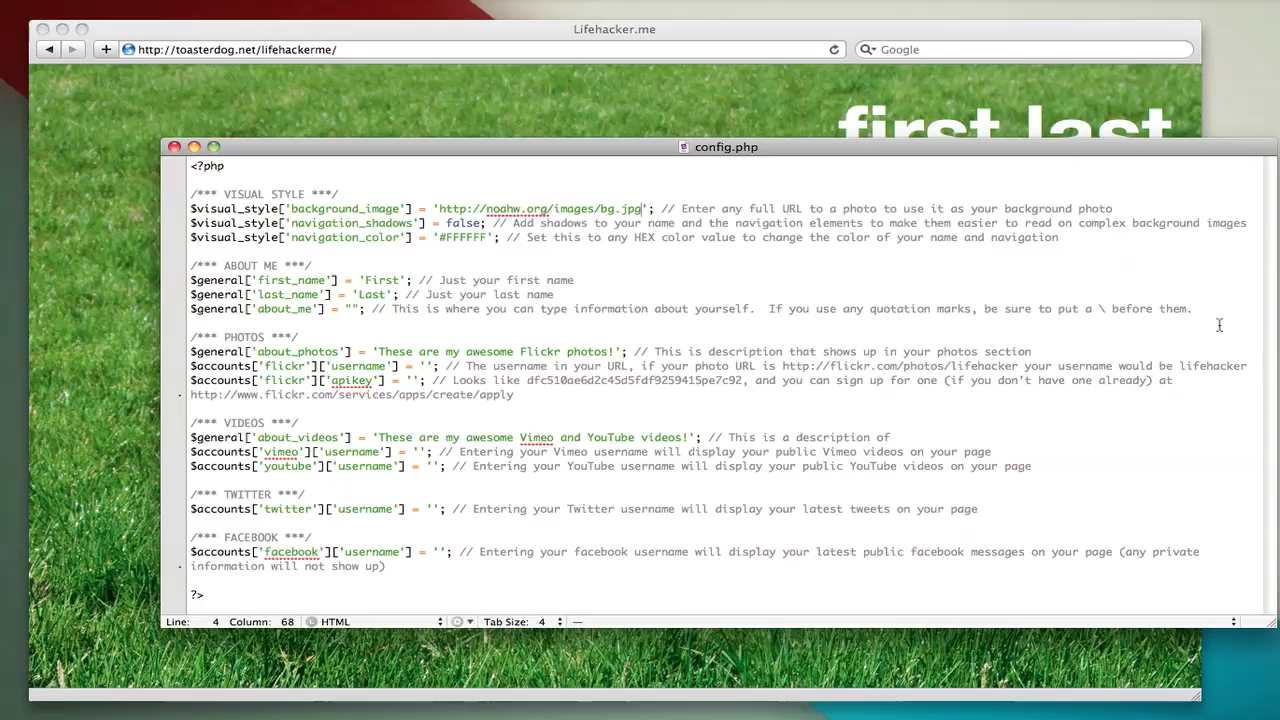 Lifehacker.me
http://toasterdog.net/lifehackerme/
Google
first last
config.php
<?php
/*** VISUAL STYLE ***/
$visual_style['background_image'] = 'http://noahw.org/images/bg.jpg'; // Enter any full URL to a photo to use it as your background photo
$visual_style['navigation_shadows'] = false; // Add shadows to your name and the navigation elements to make them easier to read on complex background images
$visual_style['navigation_color'] = '#FFFFFF'; // Set this to any HEX color value to change the color of your name and navigation
/*** ABOUT ME ***/
$general['first_name'] = 'First'; // Just your first name
$general['last_name'] = 'Last'; // Just your last name
$general['about_me'] = ""; // This is where you can type information about yourself.  If you use any quotation marks, be sure to put a \ before them.
/*** PHOTOS ***/
$general['about_photos'] = 'These are my awesome Flickr photos!'; // This is description that shows up in your photos section
$accounts['flickr']['username'] = ''; // The username in your URL, if your photo URL is http://flickr.com/photos/lifehacker your username would be lifehacker
$accounts['flickr']['apikey'] = ''; // Looks like dfc510ae6d2c45d5fdf9259415pe7c92, and you can sign up for one (if you don't have one already) at
http://www.flickr.com/services/apps/create/apply
/*** VIDEOS ***/
$general['about_videos'] = 'These are my awesome Vimeo and YouTube videos!'; // This is a description of
$accounts['vimeo']['username'] = ''; // Entering your Vimeo username will display your public Vimeo videos on your page
$accounts['youtube']['username'] = ''; // Entering your YouTube username will display your public YouTube videos on your page
/*** TWITTER ***/
$accounts['twitter']['username'] = ''; // Entering your Twitter username will display your latest tweets on your page
/*** FACEBOOK ***/
$accounts['facebook']['username'] = ''; // Entering your facebook username will display your latest public facebook messages on your page (any private
information will not show up)
?>
Line: 4 Column: 68 HTML Tab Size: 4 —